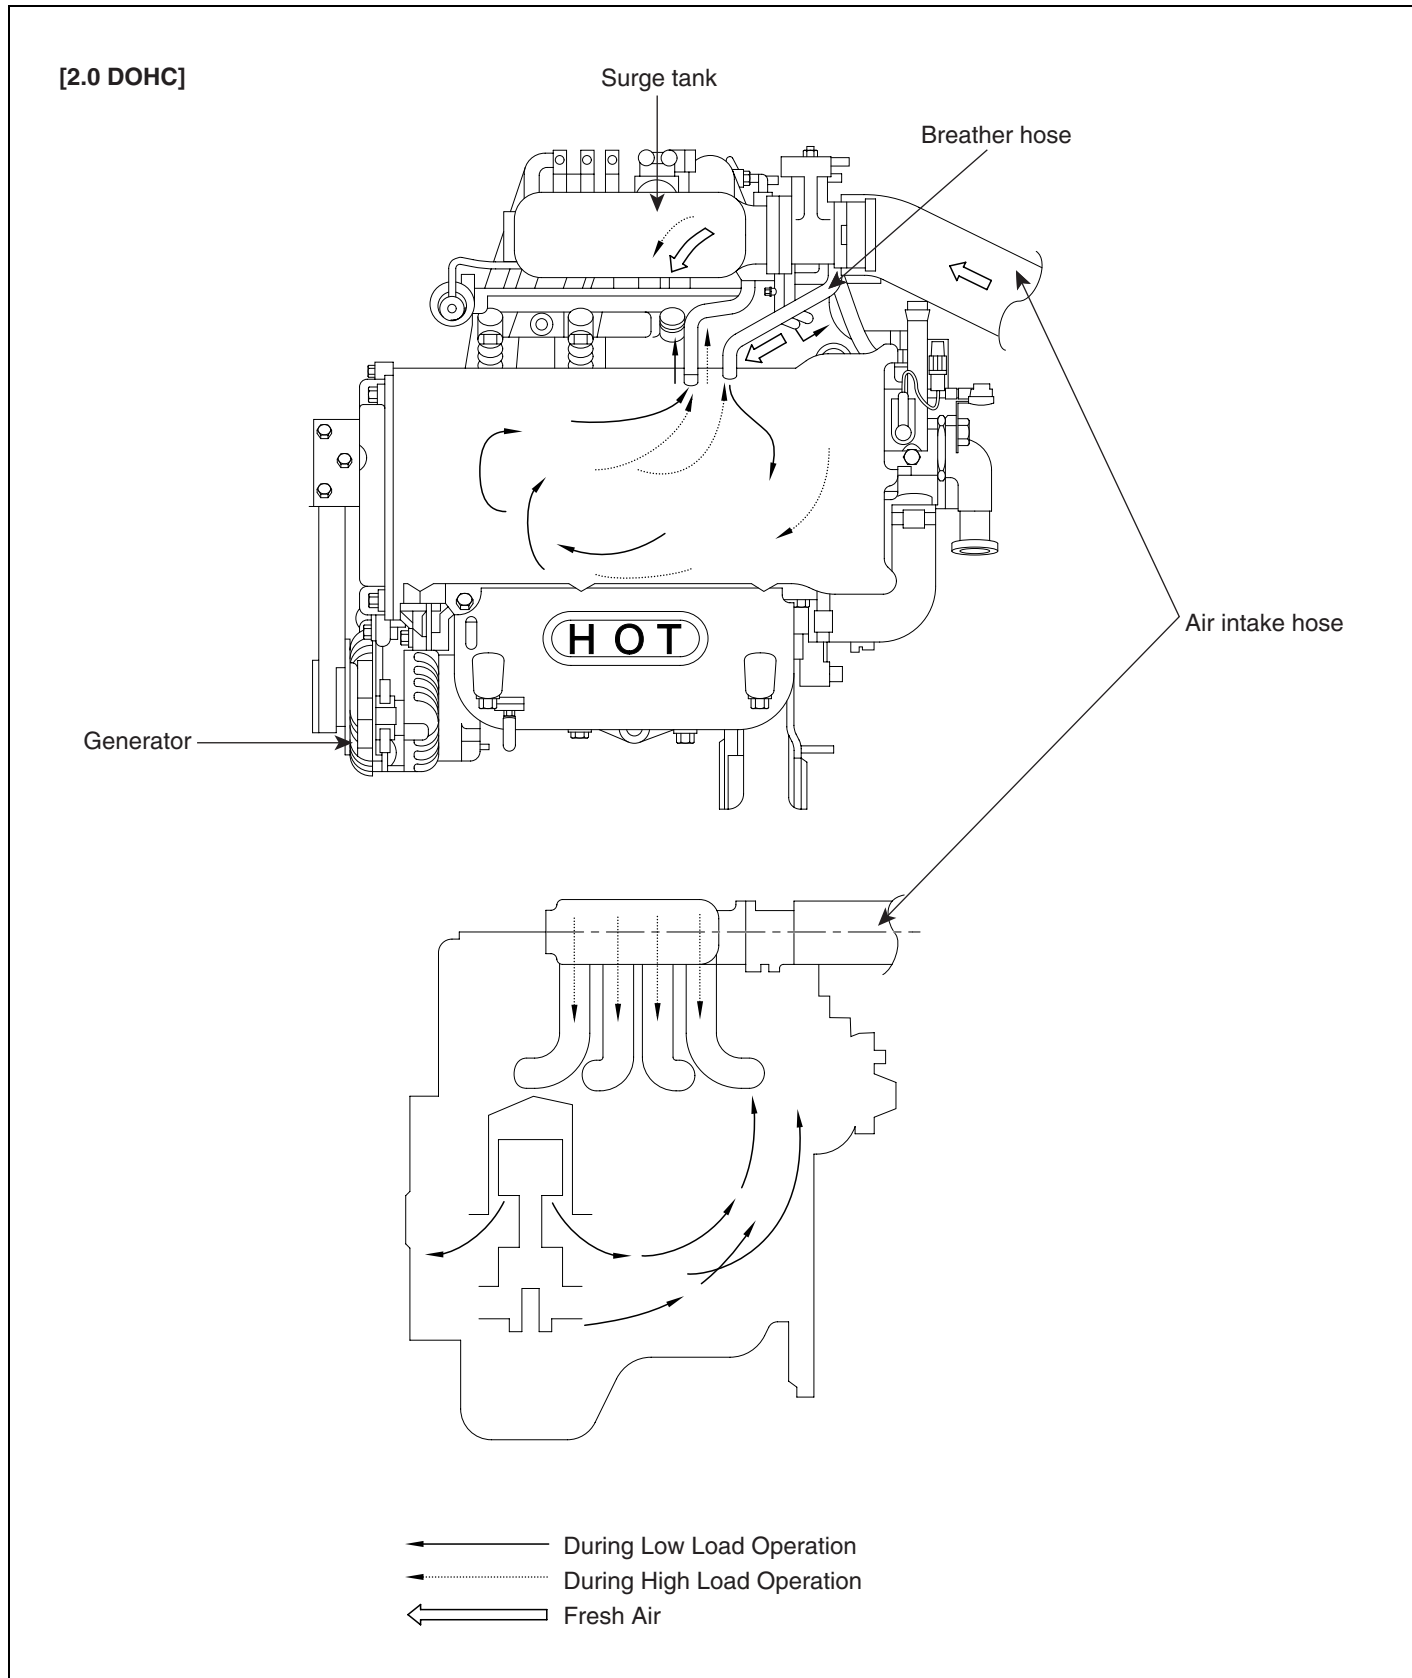 [2.0 DOHC]
Surge tank
Breather hose
HOT
Air intake hose
Generator
During Low Load Operation
During High Load Operation
Fresh Air